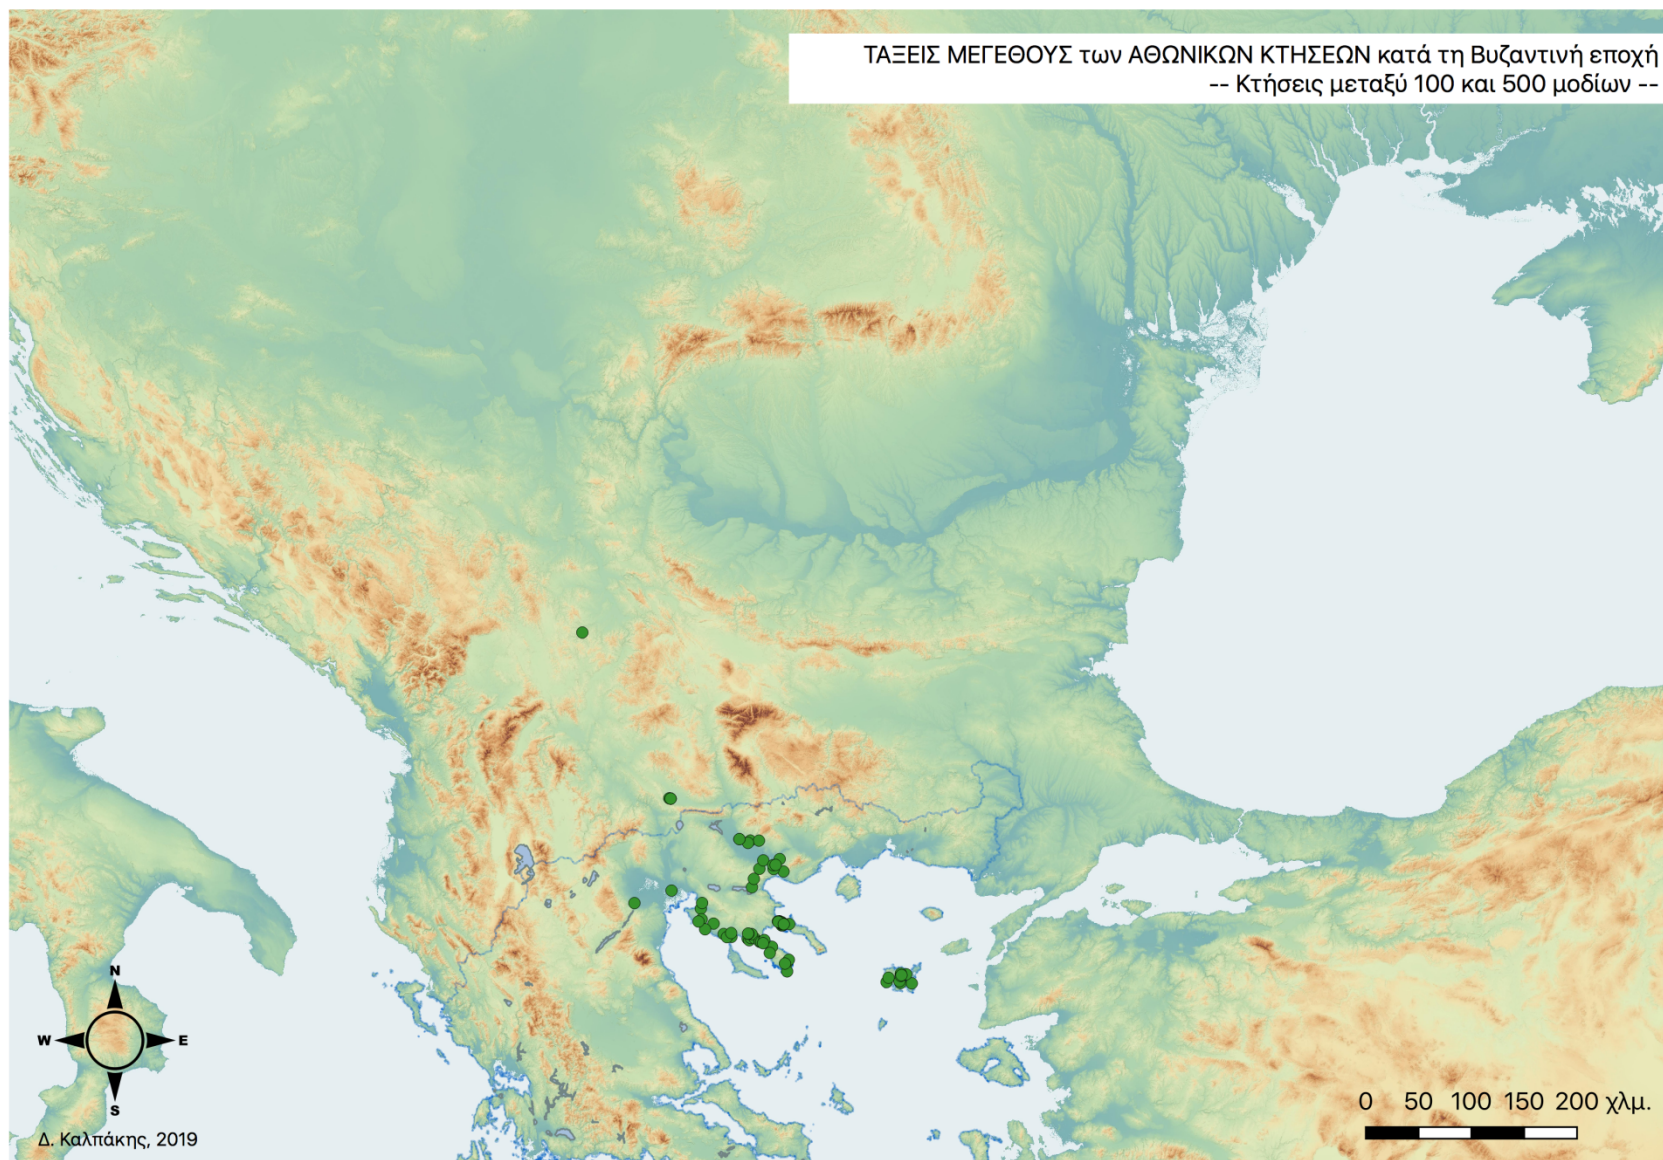 ΤΑΞΕΙΣ ΜΕΓΕΘΟΥΣ των ΑΘΩΝΙΚΩΝ ΚΤΗΣΕΩΝ κατά τη Βυζαντινή εποχή
-- Κτήσεις μεταξύ 100 και 500 μοδίων --
N
W E
S
0 50 100 150 200 χλμ.
Δ. Καλπάκης, 2019